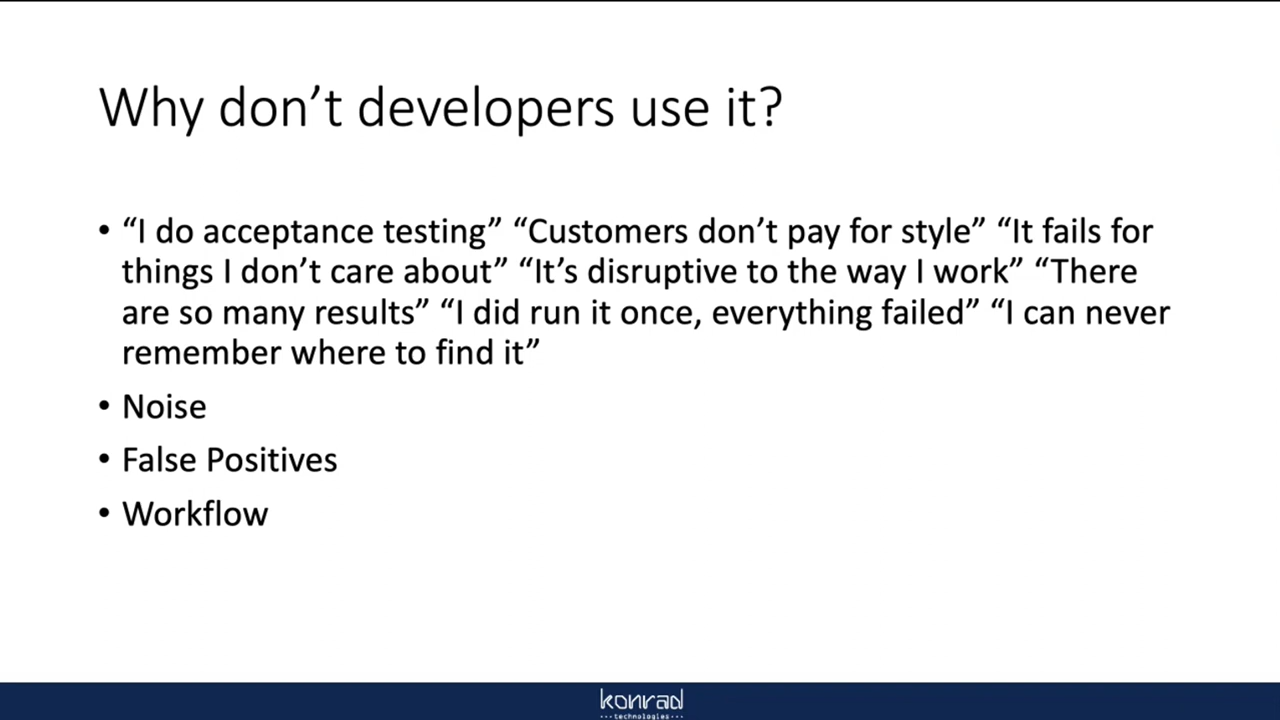 Why don’t developers use it?
• “I do acceptance testing” “Customers don’t pay for style” “It fails for
things I don’t care about” “It’s disruptive to the way I work” “There
are so many results” “I did run it once, everything failed” “I can never
remember where to find it”
• Noise
• False Positives
• Workflow
konrad
technologies